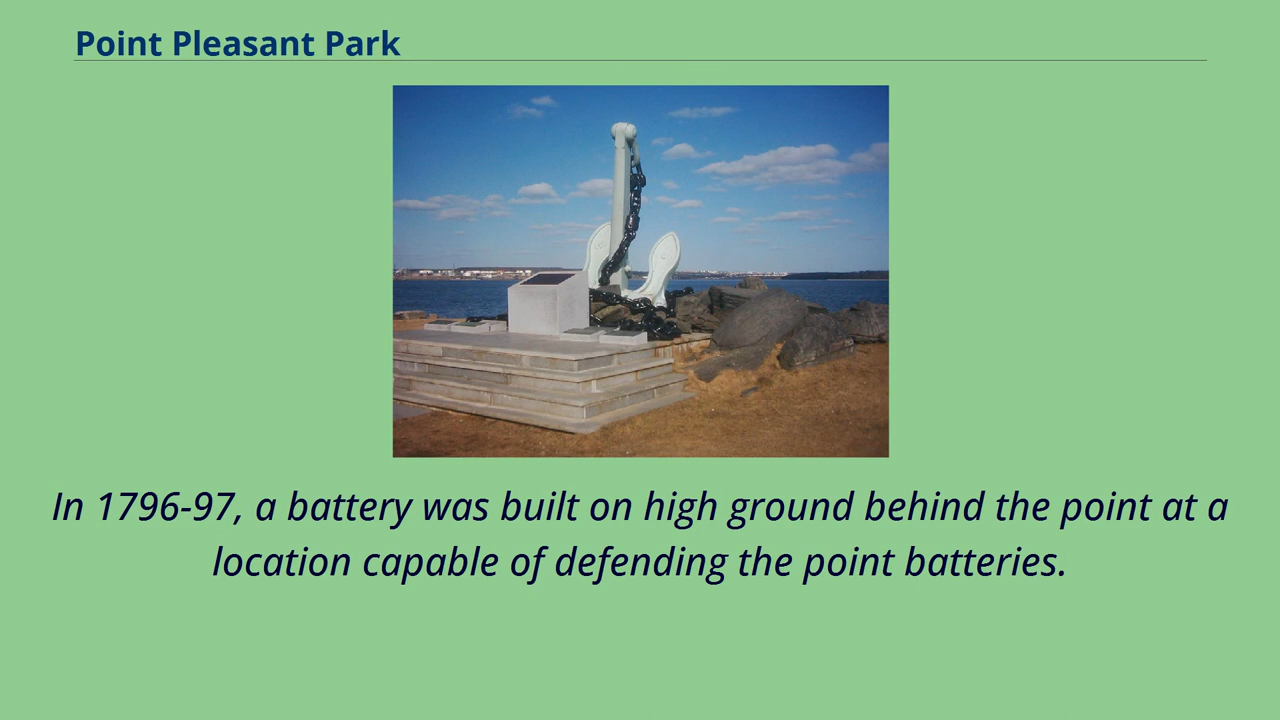 Point Pleasant Park
In 1796-97, a battery was built on high ground behind the point at a
location capable of defending the point batteries.